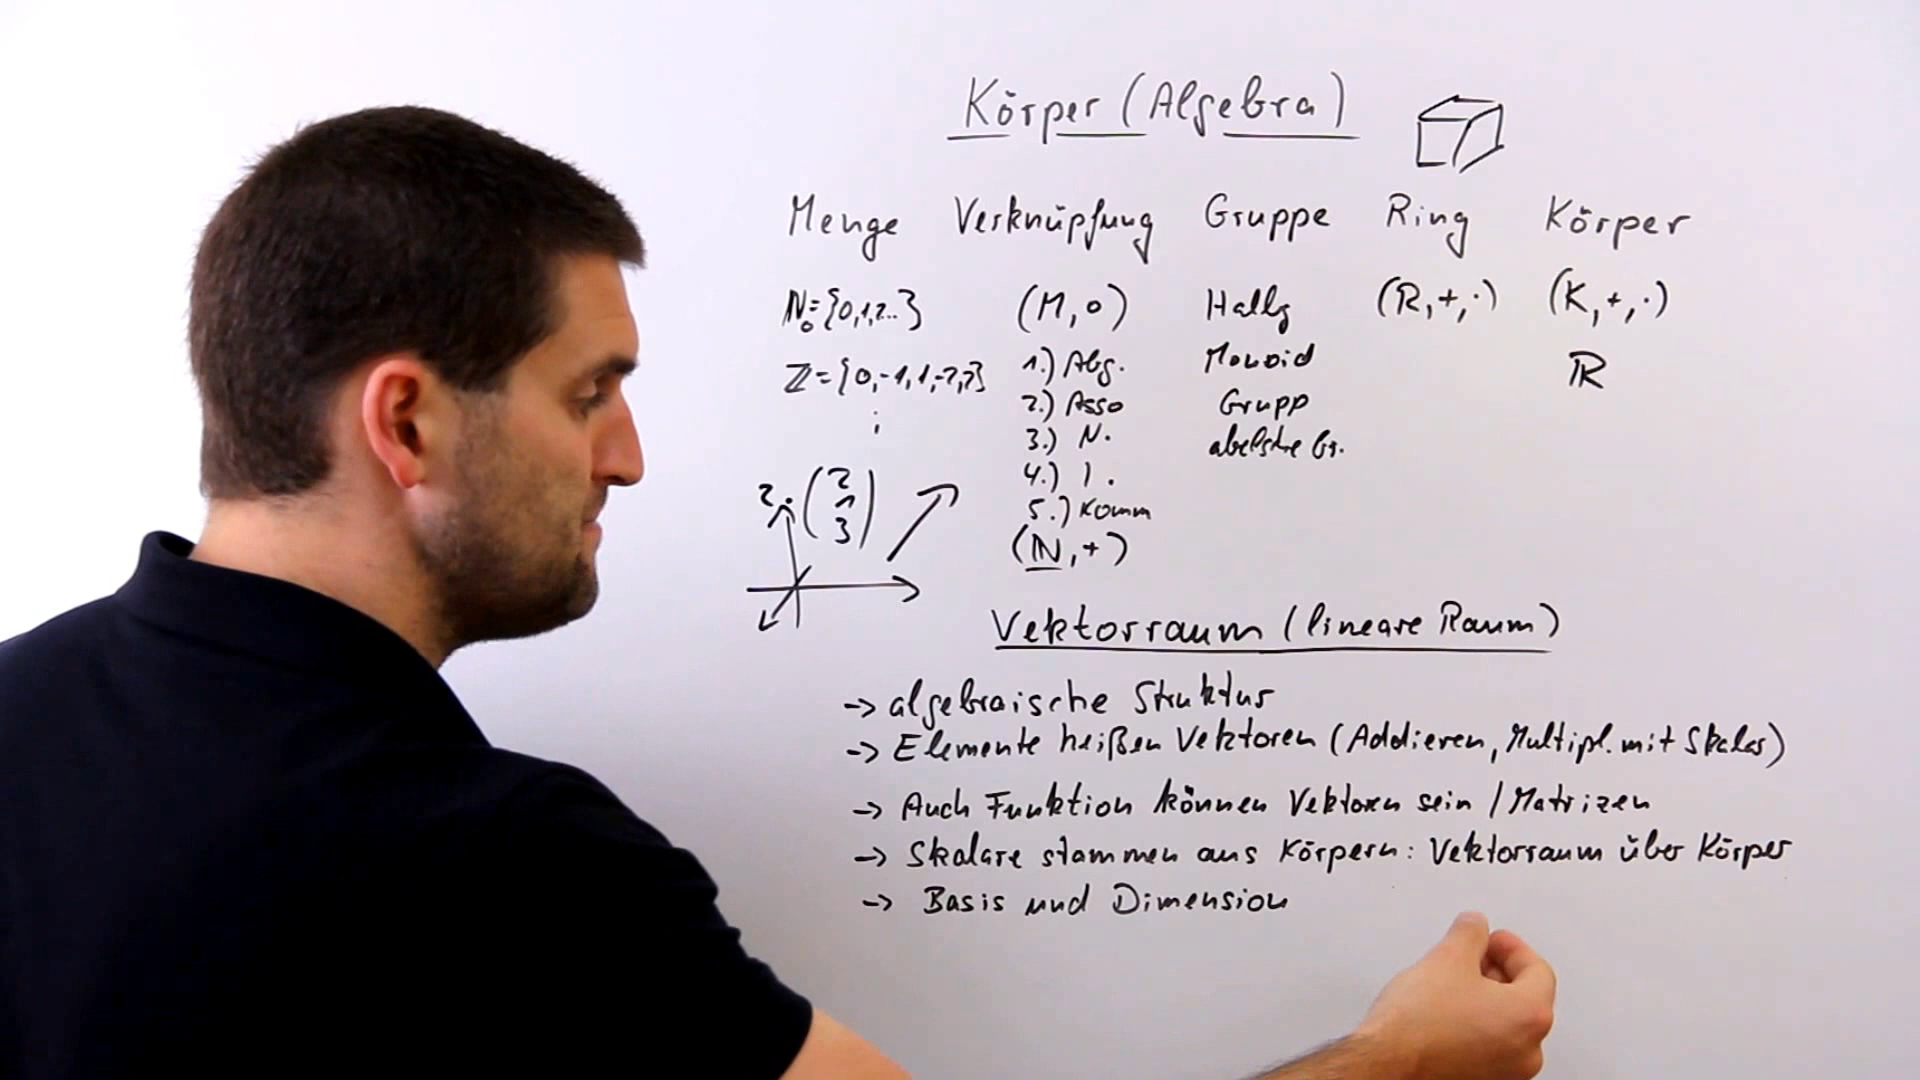 Körper (Algebra)
Menge Verknüpfung Gruppe Ring Körper
N₀={0,1,2..} (M,∘) Halbg (R,+,·) (K,+,·)
ℤ={0,-1,1,-2,2} 1.) Abg. Monoid ℝ
⋮ 2.) Asso Grupp
3.) N. abelsche Gr.
2·(2 1 3) 4.) I.
5.) Komm
(ℕ,+)
Vektorraum (lineare Raum)
→ algebraische Struktur
→ Elemente heißen Vektoren (Addieren, Multipl. mit Skalar)
→ Auch Funktion können Vektoren sein / Matrizen
→ Skalare stammen aus Körpern: Vektorraum über Körper
→ Basis und Dimension